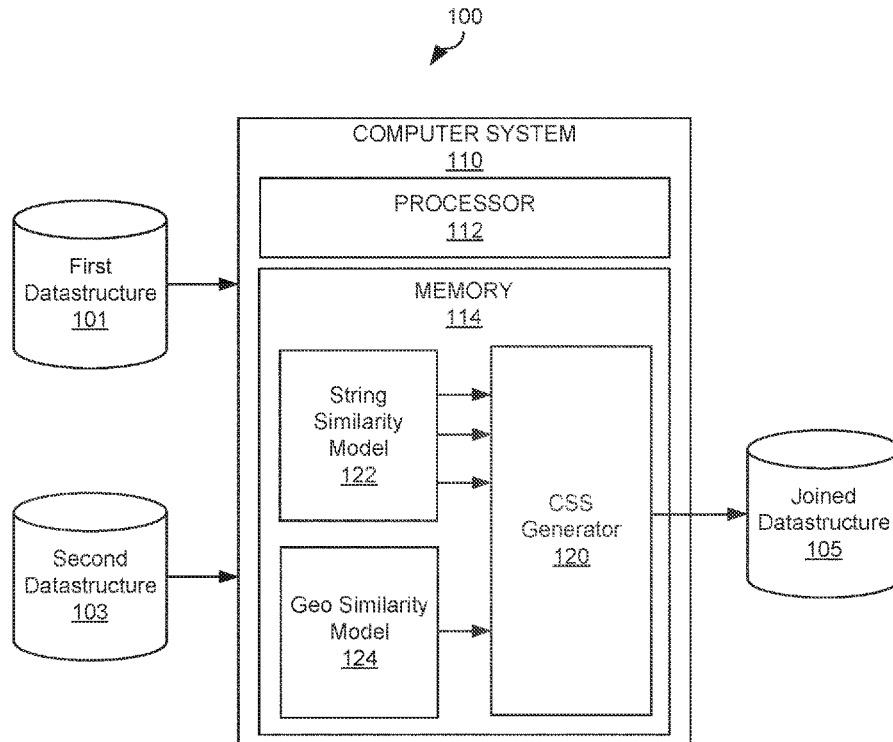 100
COMPUTER SYSTEM
110
PROCESSOR
112
First
Datastructure
101
MEMORY
114
String
Similarity
Model
122
CSS
Generator
120
Joined
Datastructure
105
Second
Datastructure
103
Geo Similarity
Model
124